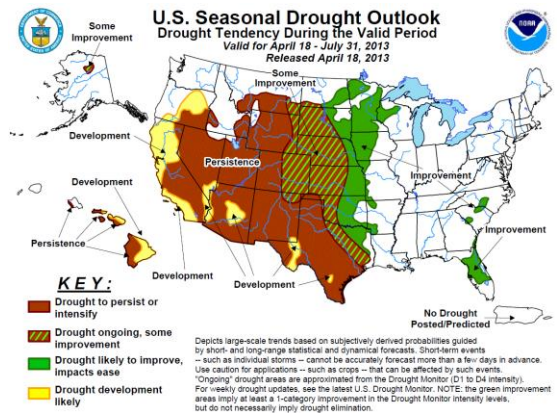 U.S. Seasonal Drought Outlook
Drought Tendency During the Valid Period
Valid for April 18 - July 31, 2013
Released April 18, 2013
NOAA
Some
Improvement
Some
Improvement
Development
Persistence
Development
Improvement
Improvement
Persistence
Development
Development
No Drought
Posted/Predicted
KEY:
Drought to persist or
intensify
Drought ongoing, some
improvement
Drought likely to improve,
impacts ease
Drought development
likely
Depicts large-scale trends based on subjectively derived probabilities guided
by short- and long-range statistical and dynamical forecasts. Short-term events
-- such as individual storms -- cannot be accurately forecast more than a few days in advance.
Use caution for applications -- such as crops -- that can be affected by such events.
"Ongoing" drought areas are approximated from the Drought Monitor (D1 to D4 intensity).
For weekly drought updates, see the latest U.S. Drought Monitor. NOTE: the green improvement
areas imply at least a 1-category improvement in the Drought Monitor intensity levels,
but do not necessarily imply drought elimination.